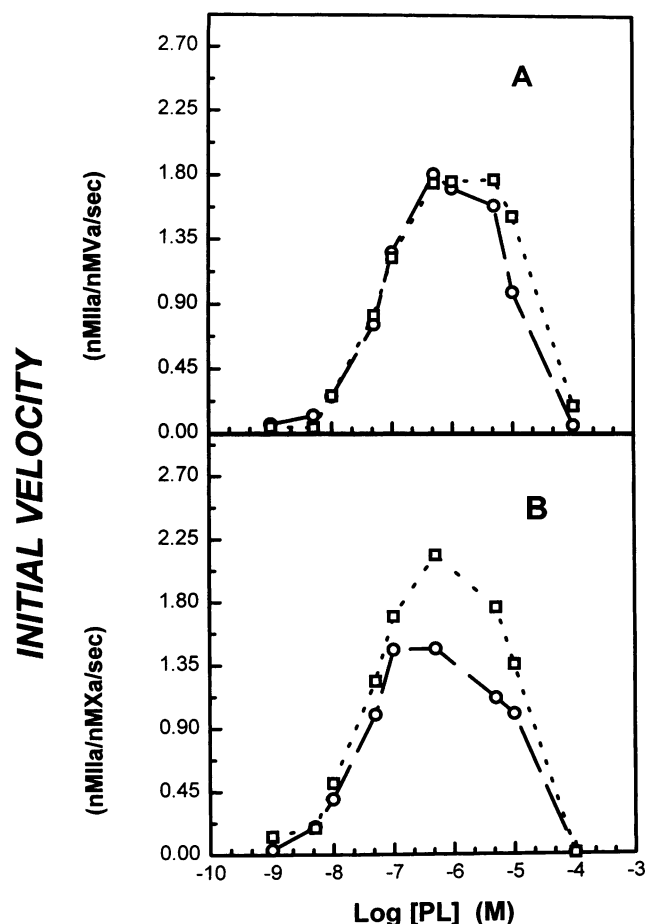 2.70
A
2.25
1.80
1.35
0.90
0.45
0.00
(nMIIa/nMVa/sec)
INITIAL VELOCITY
2.70
B
2.25
1.80
1.35
0.90
0.45
0.00
(nMIIa/nMXa/sec)
-10 -9 -8 -7 -6 -5 -4 -3
Log [PL] (M)